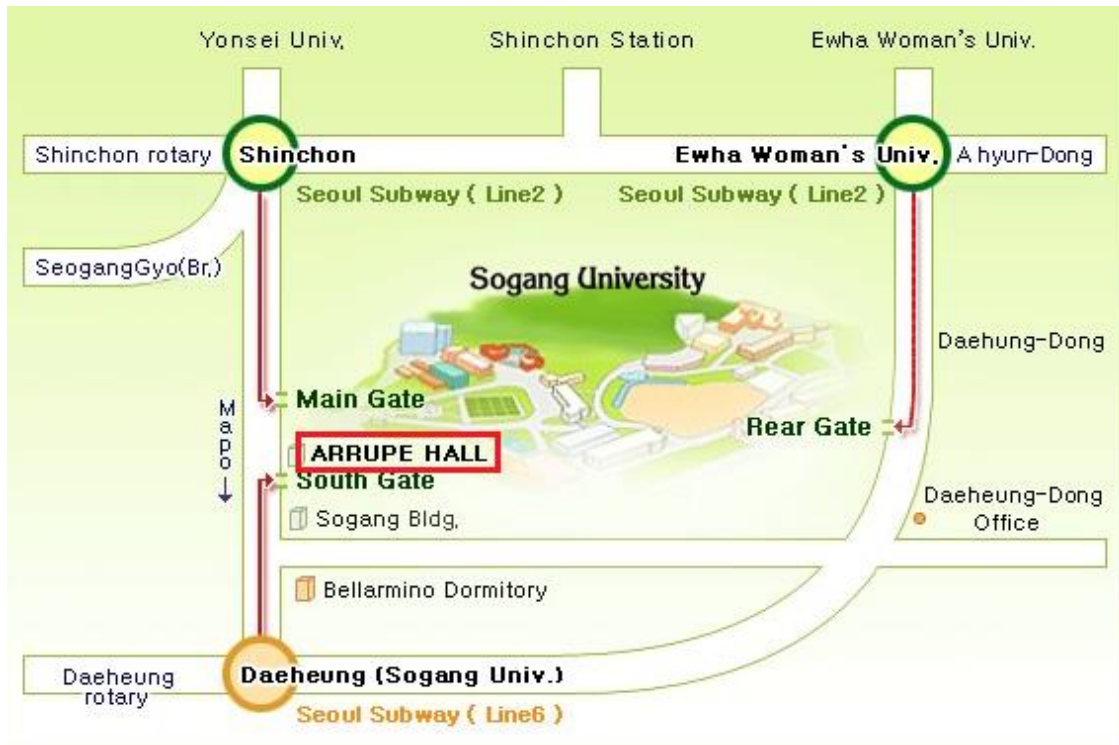 Yonsei Univ,
Shinchon Station
Ewha Woman's Univ.
Shinchon rotary
Shinchon
Ewha Woman's Univ,
Ahyun-Dong
Seoul Subway ( Line2 )
Seoul Subway ( Line2 )
SeogangGyo(Br,)
Sogang University
Daehung-Dong
Main Gate
Mapo
Rear Gate
ARRUPE HALL
South Gate
Daeheung-Dong
Office
Sogang Bldg,
Bellarmino Dormitory
Daeheung
rotary
Daeheung (Sogang Univ.)
Seoul Subway ( Line6 )